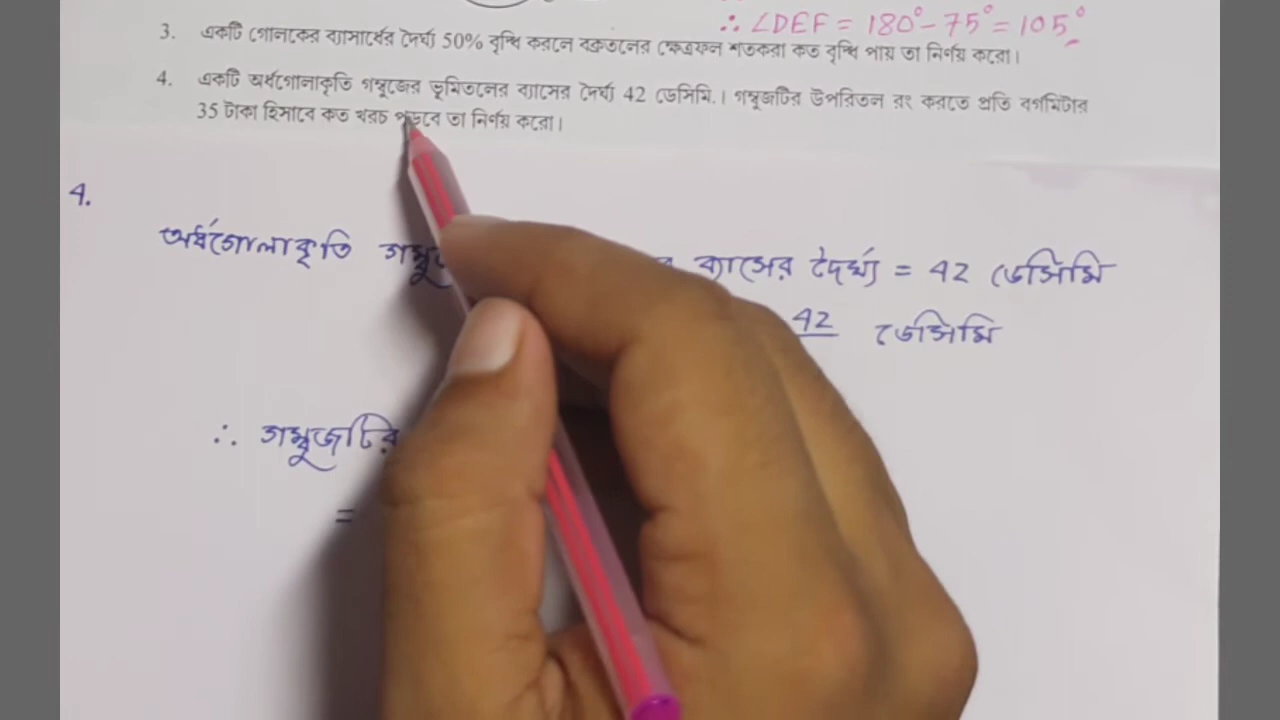 ∴ ∠DEF = 180° - 75° = 105°
3. একটি গোলকের ব্যাসার্ধের দৈর্ঘ্য 50% বৃদ্ধি করলে বক্রতলের ক্ষেত্রফল শতকরা কত বৃদ্ধি পায় তা নির্ণয় করো।
4. একটি অর্ধগোলাকৃতি গম্বুজের ভূমিতলের ব্যাসের দৈর্ঘ্য 42 ডেসিমি.। গম্বুজটির উপরিতল রং করতে প্রতি বর্গমিটার
35 টাকা হিসাবে কত খরচ পড়বে তা নির্ণয় করো।
4.
অর্ধগোলাকৃতি ব্যাসের দৈর্ঘ্য = 42 ডেসিমি
42 ডেসিমি
∴ গম্বুজটির
=